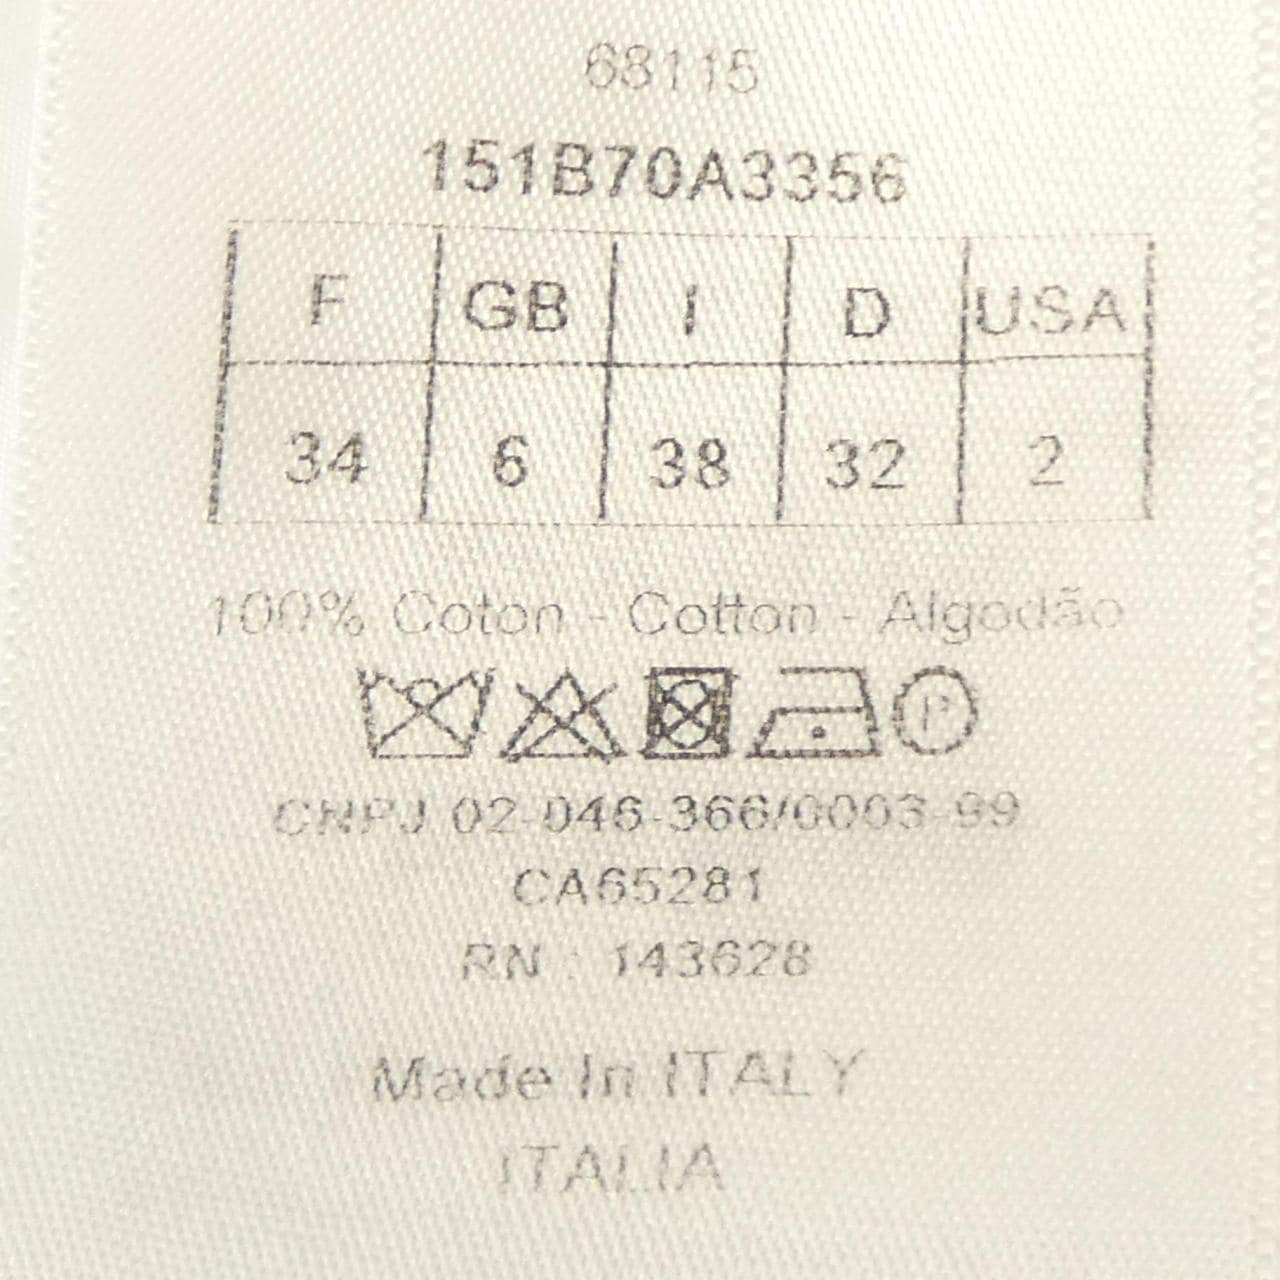 68115
151B70A3356
F GB I D USA
34 6 38 32 2
100% Coton - Cotton - Algodão
P
CNPJ 02-046-366/0003-99
CA65281
RN : 143628
Made In ITALY
ITALIA